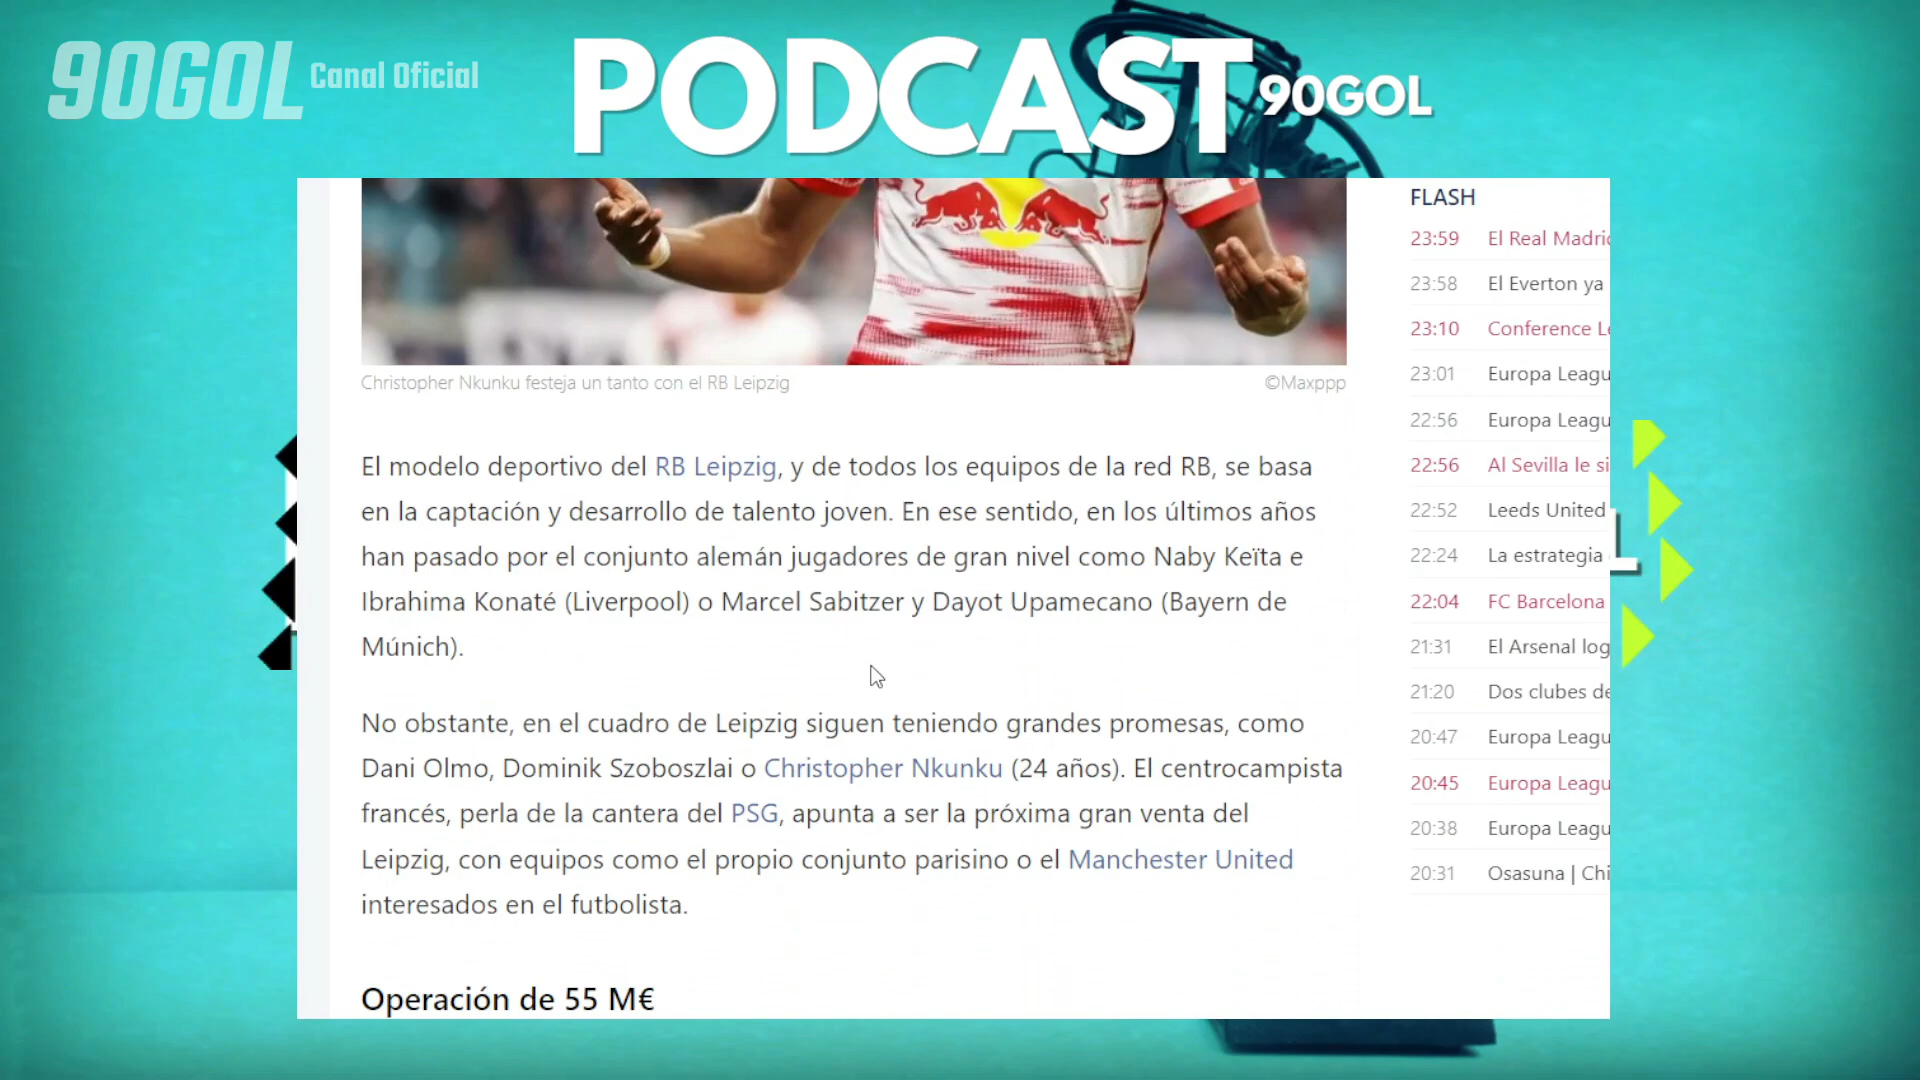 90GOL Canal Oficial
PODCAST 90GOL
Christopher Nkunku festeja un tanto con el RB Leipzig
©Maxppp
El modelo deportivo del RB Leipzig, y de todos los equipos de la red RB, se basa
en la captación y desarrollo de talento joven. En ese sentido, en los últimos años
han pasado por el conjunto alemán jugadores de gran nivel como Naby Keïta e
Ibrahima Konaté (Liverpool) o Marcel Sabitzer y Dayot Upamecano (Bayern de
Múnich).
No obstante, en el cuadro de Leipzig siguen teniendo grandes promesas, como
Dani Olmo, Dominik Szoboszlai o Christopher Nkunku (24 años). El centrocampista
francés, perla de la cantera del PSG, apunta a ser la próxima gran venta del
Leipzig, con equipos como el propio conjunto parisino o el Manchester United
interesados en el futbolista.
Operación de 55 M€
FLASH
23:59 El Real Madri
23:58 El Everton ya
23:10 Conference L
23:01 Europa Leagu
22:56 Europa Leagu
22:56 Al Sevilla le si
22:52 Leeds United
22:24 La estrategia
22:04 FC Barcelona
21:31 El Arsenal log
21:20 Dos clubes de
20:47 Europa Leagu
20:45 Europa Leagu
20:38 Europa Leagu
20:31 Osasuna | Chi